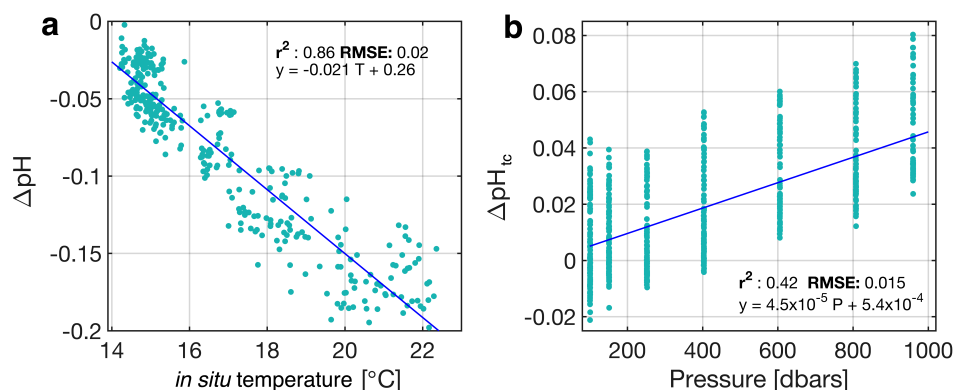 a
0
-0.05
-0.1
-0.15
-0.2
ΔpH
14 16 18 20 22
in situ temperature [°C]
r² : 0.86 RMSE: 0.02
y = -0.021 T + 0.26
b
0.08
0.06
0.04
0.02
0
-0.02
ΔpHtc
200 400 600 800 1000
Pressure [dbars]
r² : 0.42 RMSE: 0.015
y = 4.5x10⁻⁵ P + 5.4x10⁻⁴